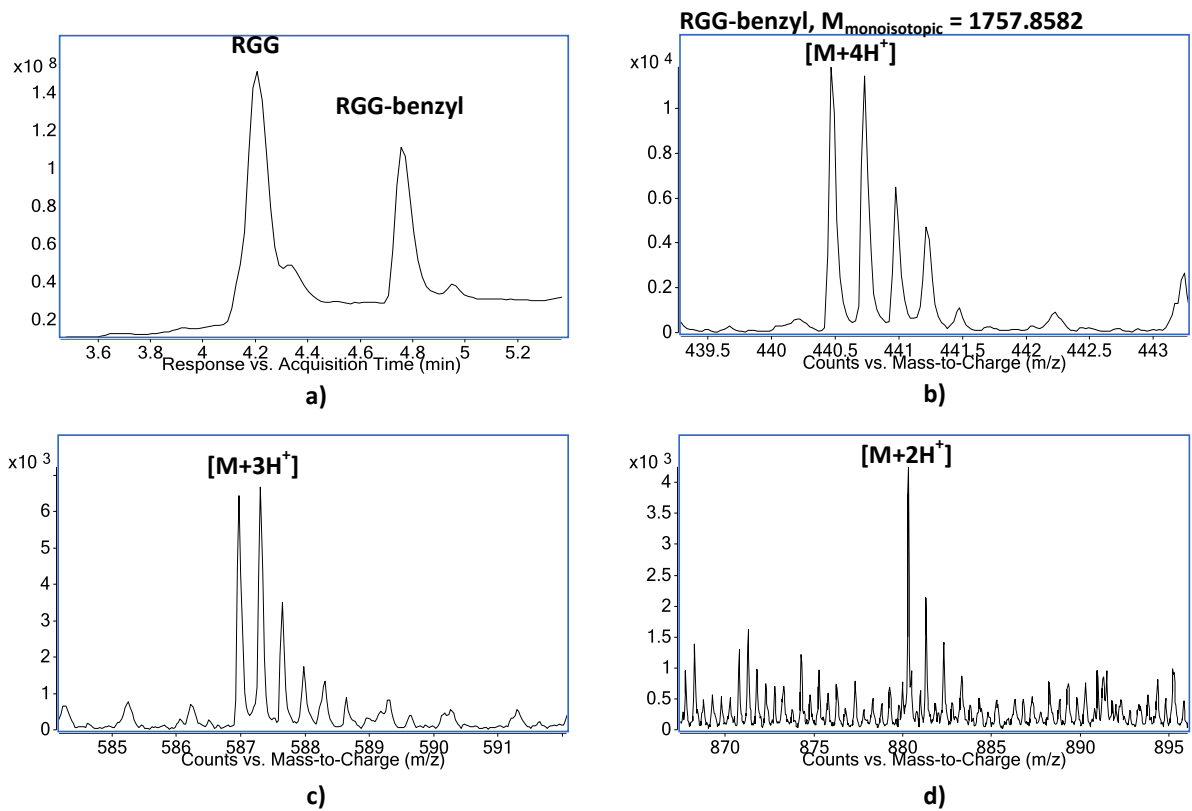 RGG-benzyl, Mmonoisotopic = 1757.8582
RGG
x10 8
1.4
1.2
1
0.8
0.6
0.4
0.2
RGG-benzyl
3.6 3.8 4 4.2 4.4 4.6 4.8 5 5.2
Response vs. Acquisition Time (min)
a)
[M+4H+]
x10 4
1
0.8
0.6
0.4
0.2
0
439.5 440 440.5 441 441.5 442 442.5 443
Counts vs. Mass-to-Charge (m/z)
b)
[M+3H+]
x10 3
5
4
3
2
1
0
585 586 587 588 589 590 591
Counts vs. Mass-to-Charge (m/z)
c)
[M+2H+]
x10 3
4
3.5
3
2.5
2
1.5
1
0.5
0
870 875 880 885 890 895
Counts vs. Mass-to-Charge (m/z)
d)